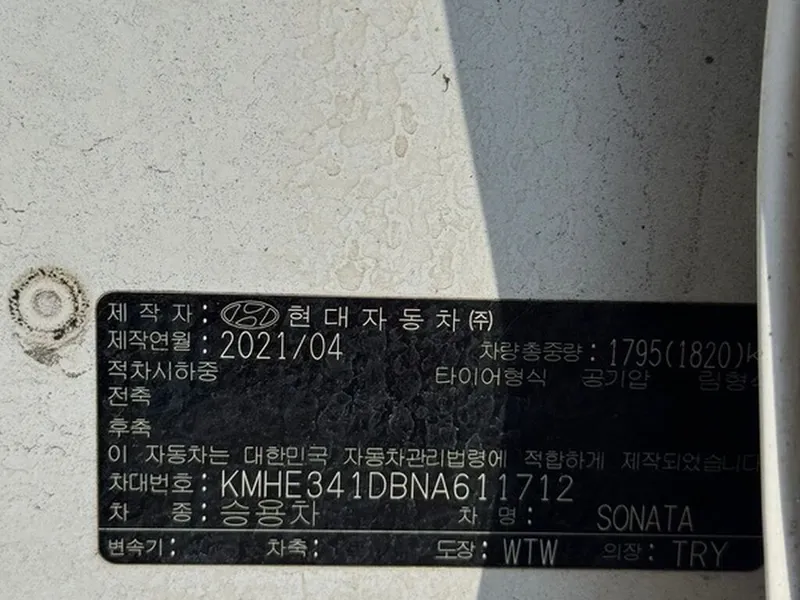 제 작 자 : 현대자동차㈜
제작연월 : 2021/04 차량총중량 : 1795(1820)K
적차시하중 타이어형식 공기압 림형식
전축
후축
이 자동차는 대한민국 자동차관리법령에 적합하게 제작되었습니다
차대번호 : KMHE341DBNA611712
차 종 : 승용차 차 명 : SONATA
변속기 : 차축 : 도장 : WTW 의장 : TRY